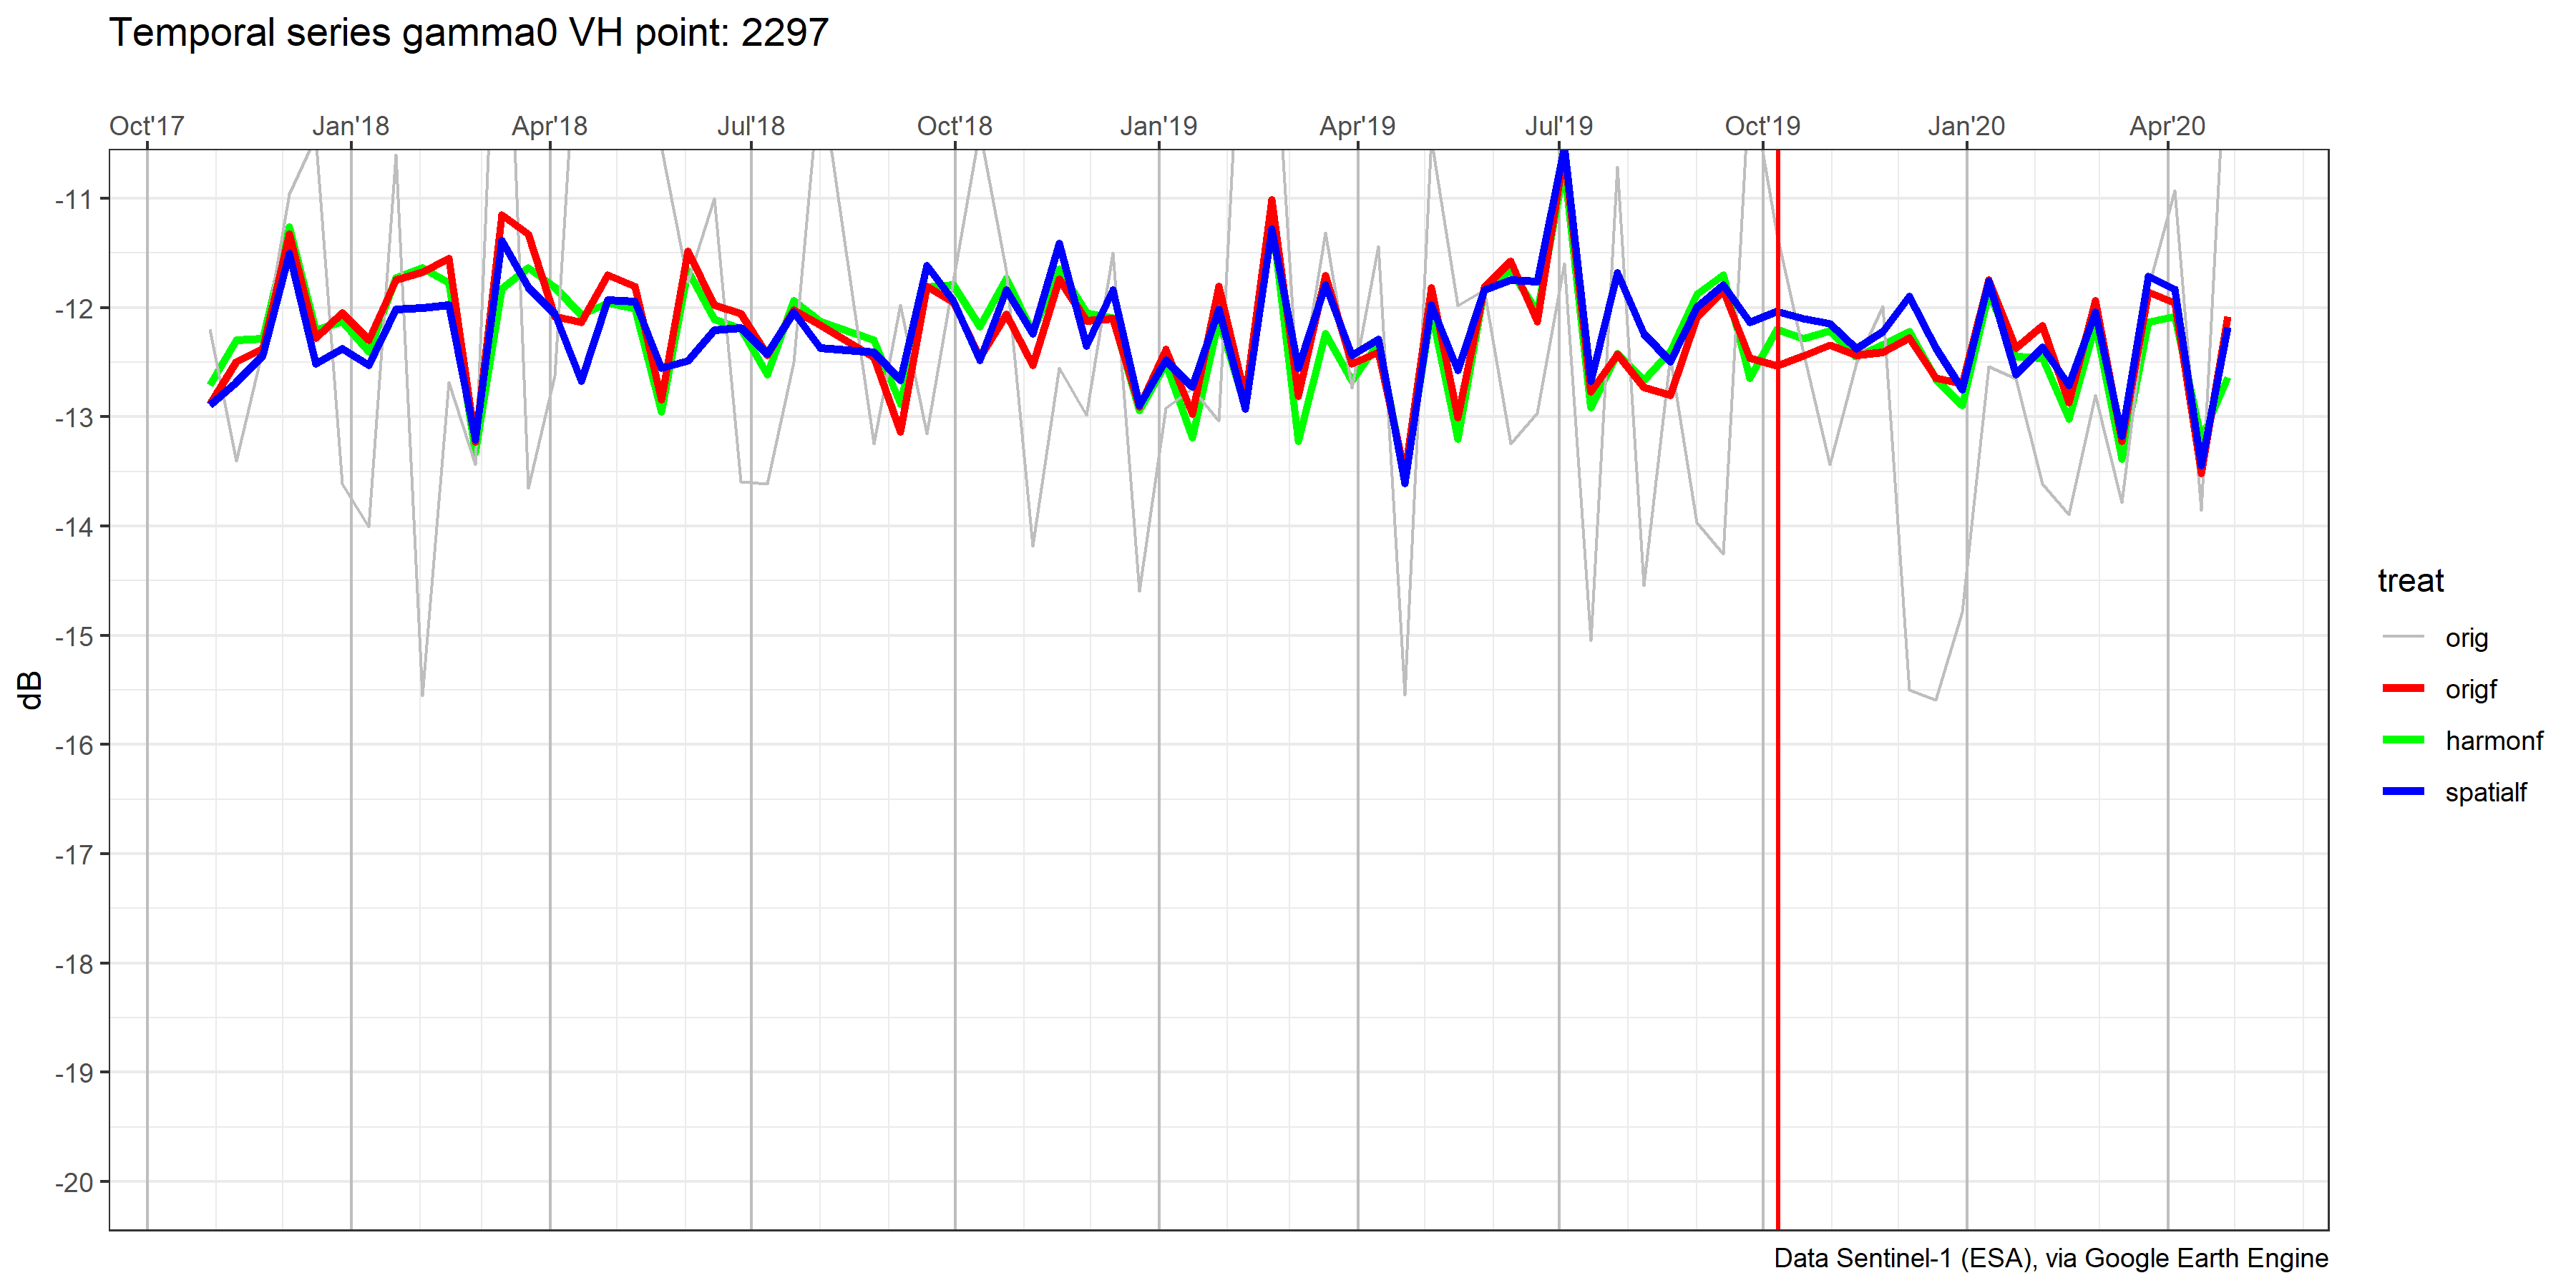 Temporal series gamma0 VH point: 2297
Oct'17 Jan'18 Apr'18 Jul'18 Oct'18 Jan'19 Apr'19 Jul'19 Oct'19 Jan'20 Apr'20
-11
-12
-13
-14
-15
-16
-17
-18
-19
-20
dB
treat
orig
origf
harmonf
spatialf
Data Sentinel-1 (ESA), via Google Earth Engine